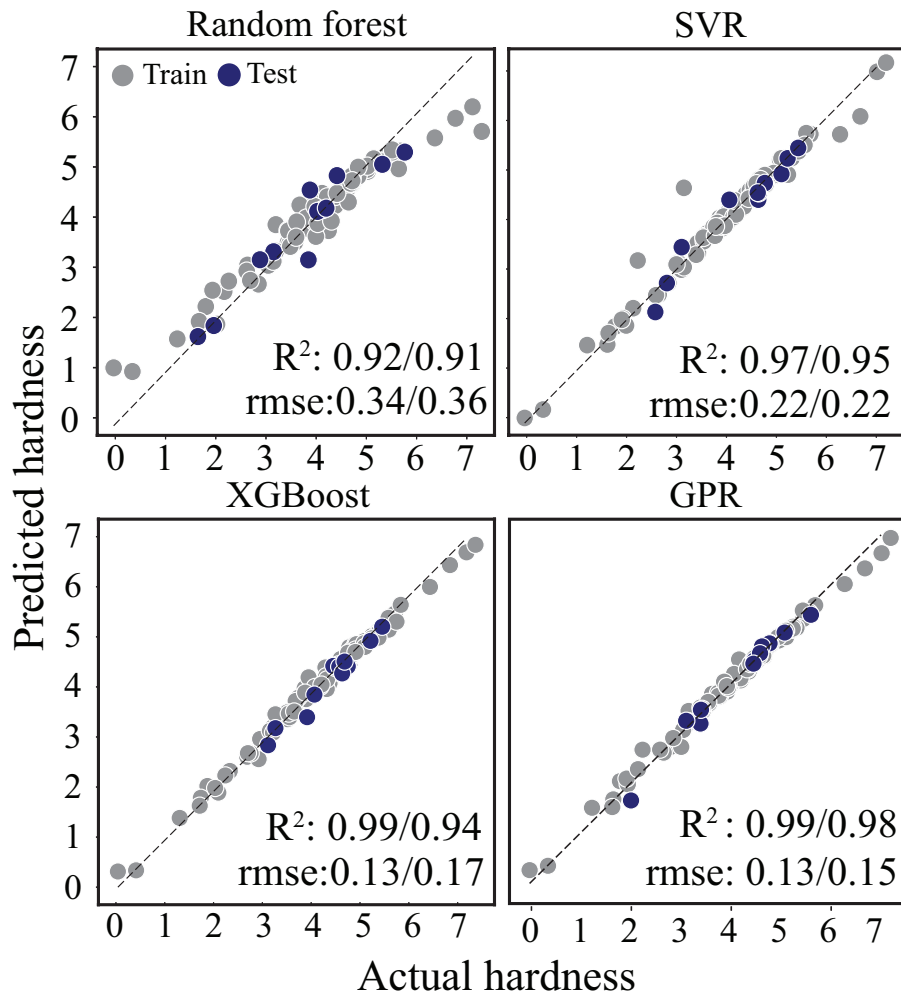 Random forest
SVR
Train Test
7
6
5
4
3
2
1
0
R²: 0.92/0.91
rmse:0.34/0.36
0 1 2 3 4 5 6 7
R²: 0.97/0.95
rmse:0.22/0.22
0 1 2 3 4 5 6 7
XGBoost
GPR
7
6
5
4
3
2
1
0
R²: 0.99/0.94
rmse:0.13/0.17
0 1 2 3 4 5 6 7
R² : 0.99/0.98
rmse: 0.13/0.15
0 1 2 3 4 5 6 7
Predicted hardness
Actual hardness